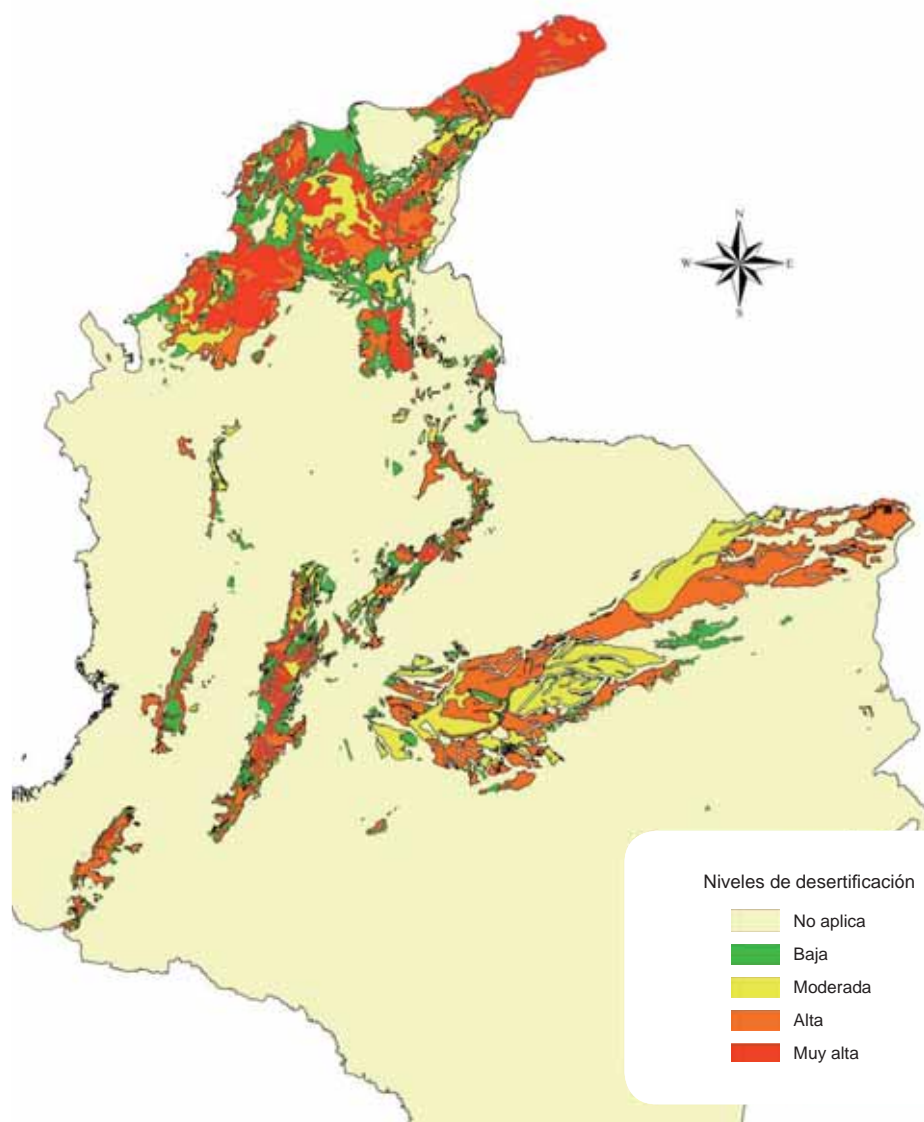 N
W E
S
Niveles de desertificación
No aplica
Baja
Moderada
Alta
Muy alta